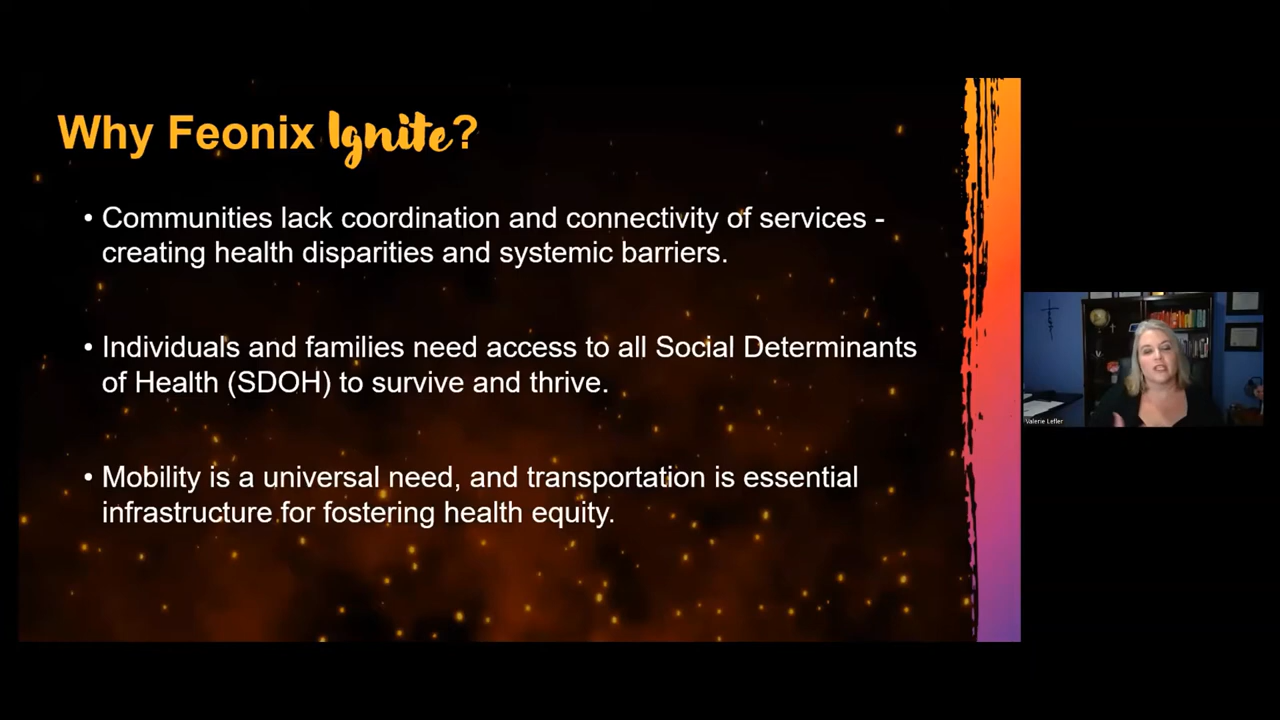 Why Feonix Ignite?
• Communities lack coordination and connectivity of services -
creating health disparities and systemic barriers.
• Individuals and families need access to all Social Determinants
of Health (SDOH) to survive and thrive.
• Mobility is a universal need, and transportation is essential
infrastructure for fostering health equity.
Valerie Lefler